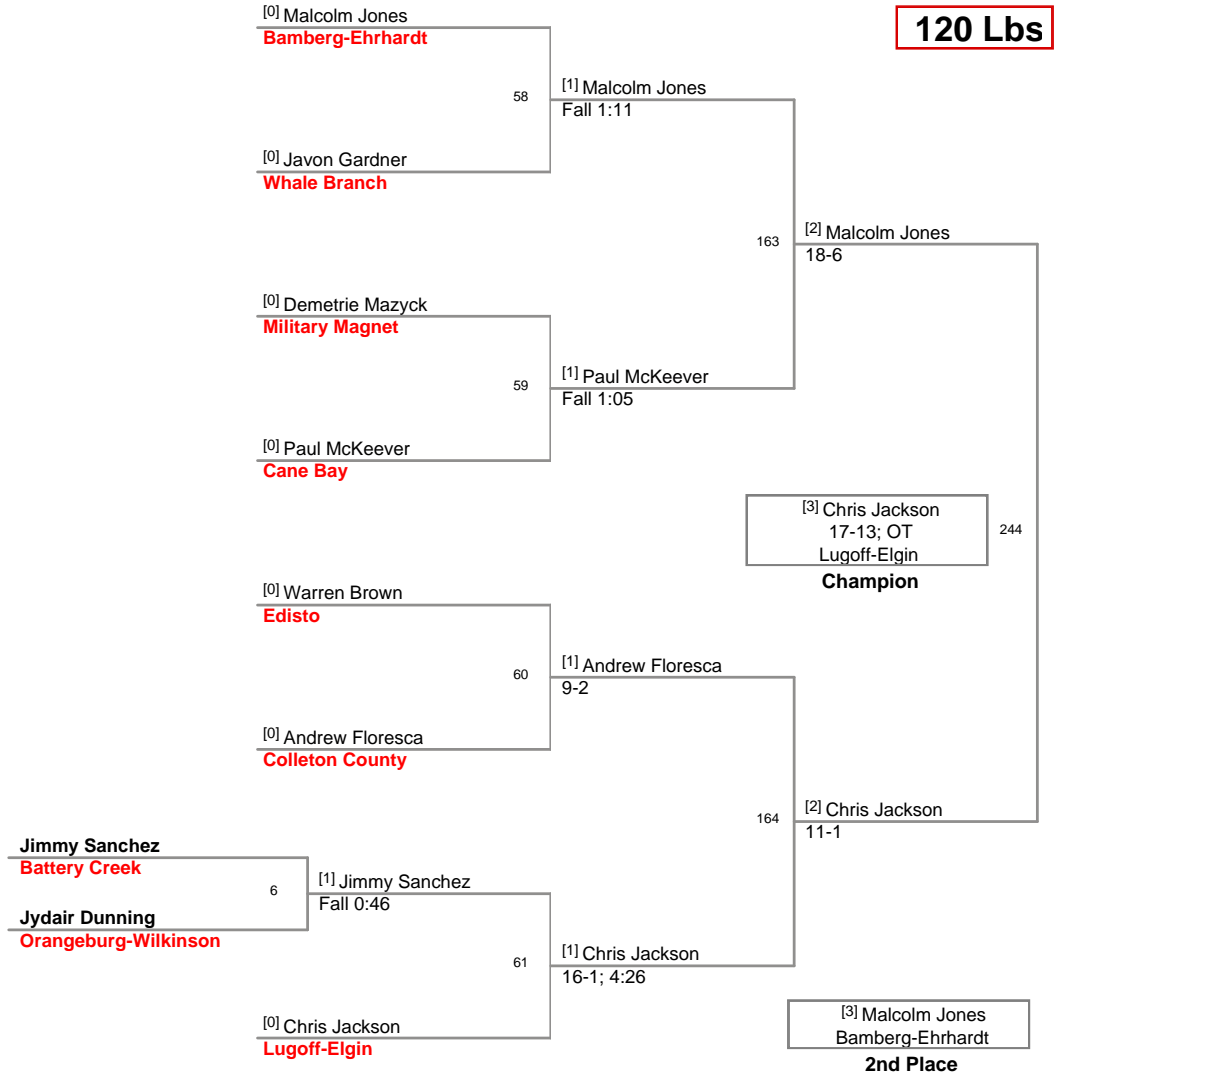 [0] Malcolm Jones
Bamberg-Ehrhardt
120 Lbs
58
[1] Malcolm Jones
Fall 1:11
[0] Javon Gardner
Whale Branch
163
[2] Malcolm Jones
18-6
[0] Demetrie Mazyck
Military Magnet
59
[1] Paul McKeever
Fall 1:05
[0] Paul McKeever
Cane Bay
[3] Chris Jackson
17-13; OT
Lugoff-Elgin
244
Champion
[0] Warren Brown
Edisto
60
[1] Andrew Floresca
9-2
[0] Andrew Floresca
Colleton County
164
[2] Chris Jackson
11-1
Jimmy Sanchez
Battery Creek
6
[1] Jimmy Sanchez
Fall 0:46
Jydair Dunning
Orangeburg-Wilkinson
61
[1] Chris Jackson
16-1; 4:26
[0] Chris Jackson
Lugoff-Elgin
[3] Malcolm Jones
Bamberg-Ehrhardt
2nd Place